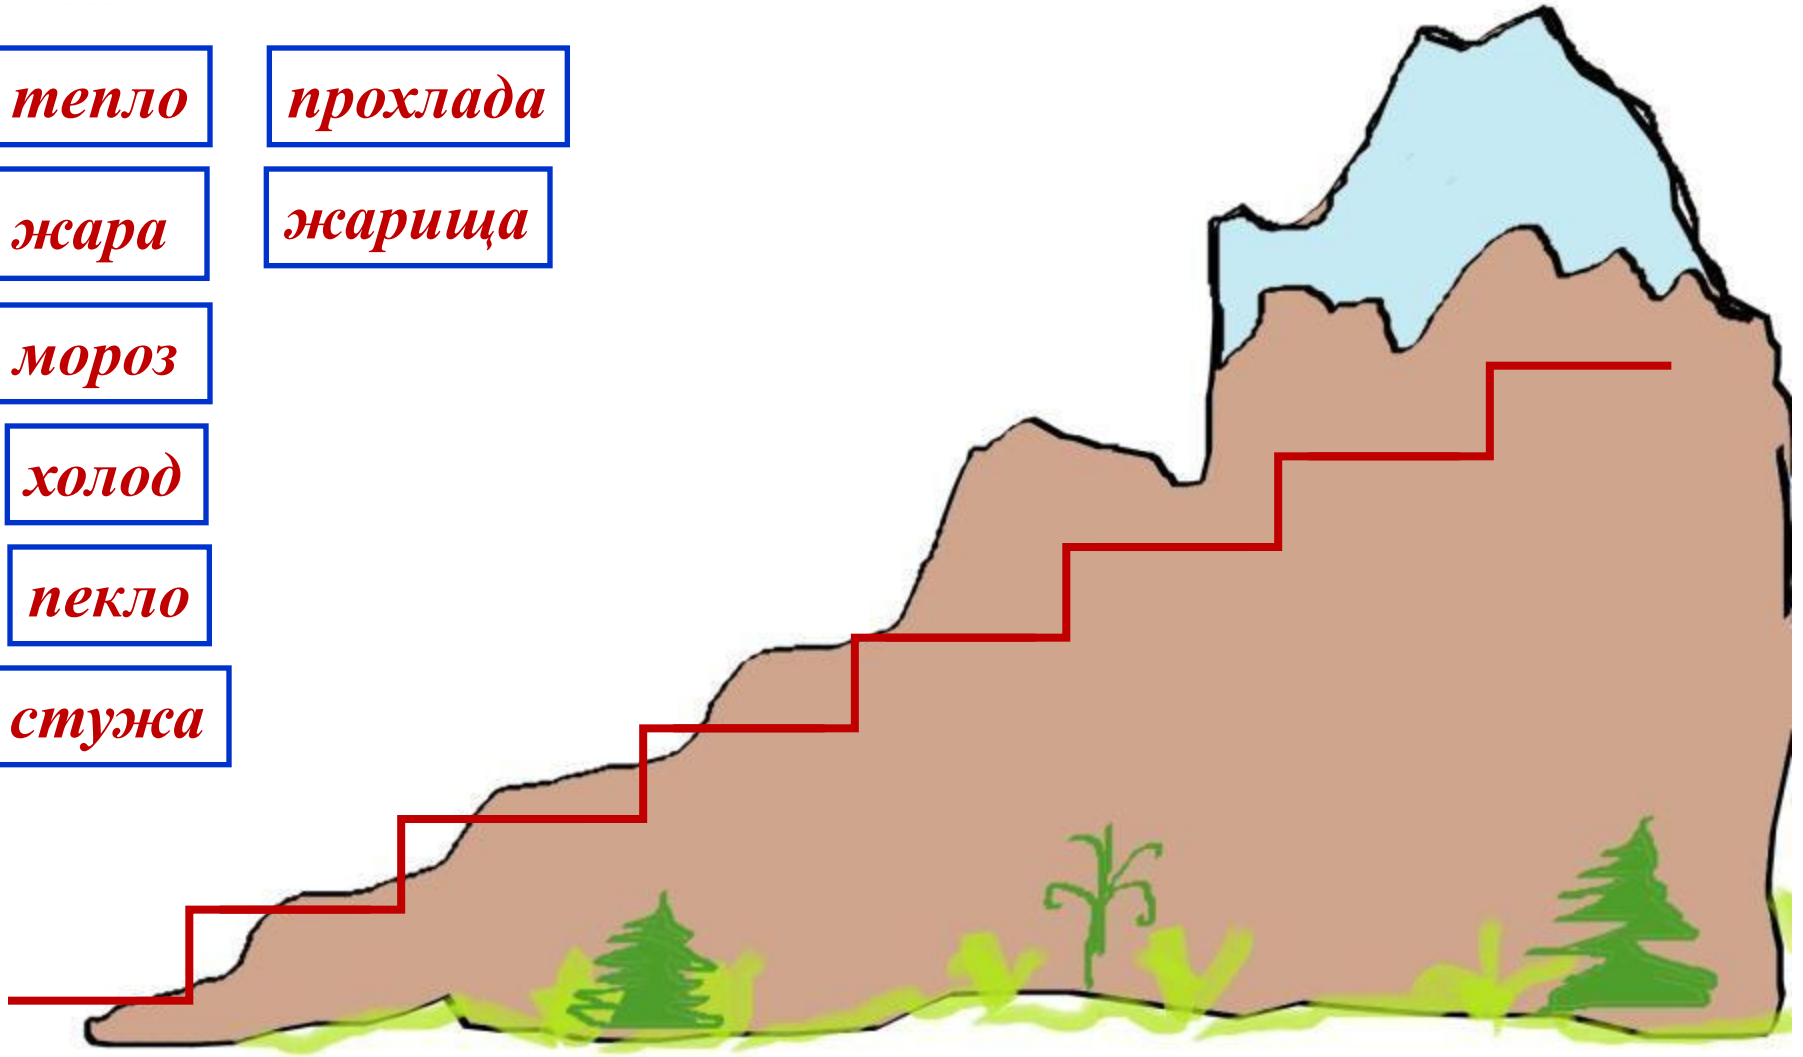 тепло
прохлада
жара
жарища
мороз
холод
пекло
стужа